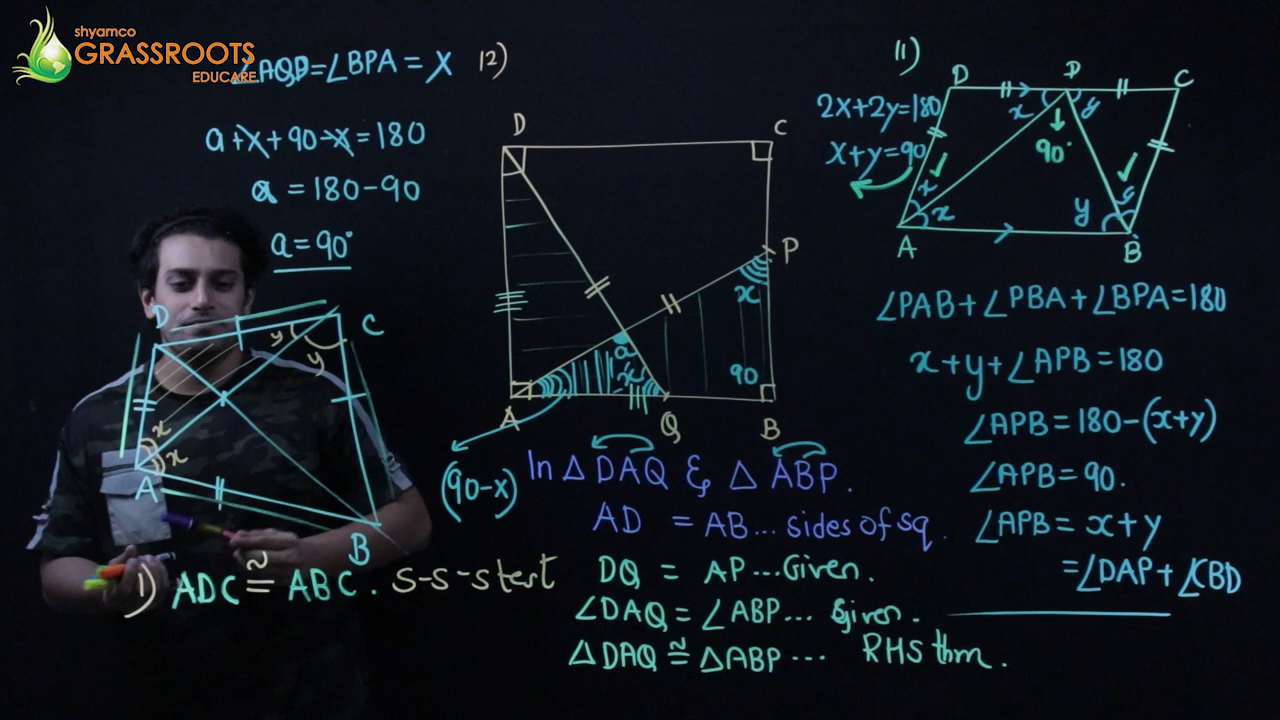 shyamco
GRASSROOTS
EDUCARE
∠AQD=∠BPA = X
a+x+90-x=180
a = 180-90
a=90°
D
C
y
y
x
x
A
B
1) ADC ≅ ABC. S-S-S test
12)
D
C
P
x
a
x
90
A
Q
B
(90-x)
In △ DAQ & △ ABP.
AD = AB... sides of sq.
DQ = AP...Given.
∠DAQ = ∠ABP... Given.
△DAQ ≅ △ABP... RHS thm.
11)
D
P
C
2x+2y=180
x+y=90
x
y
90°
x
x
y
y
A
B
∠PAB+∠PBA+∠BPA=180
x+y+∠APB=180
∠APB=180-(x+y)
∠APB=90.
∠APB= x+y
=∠DAP+∠CBD